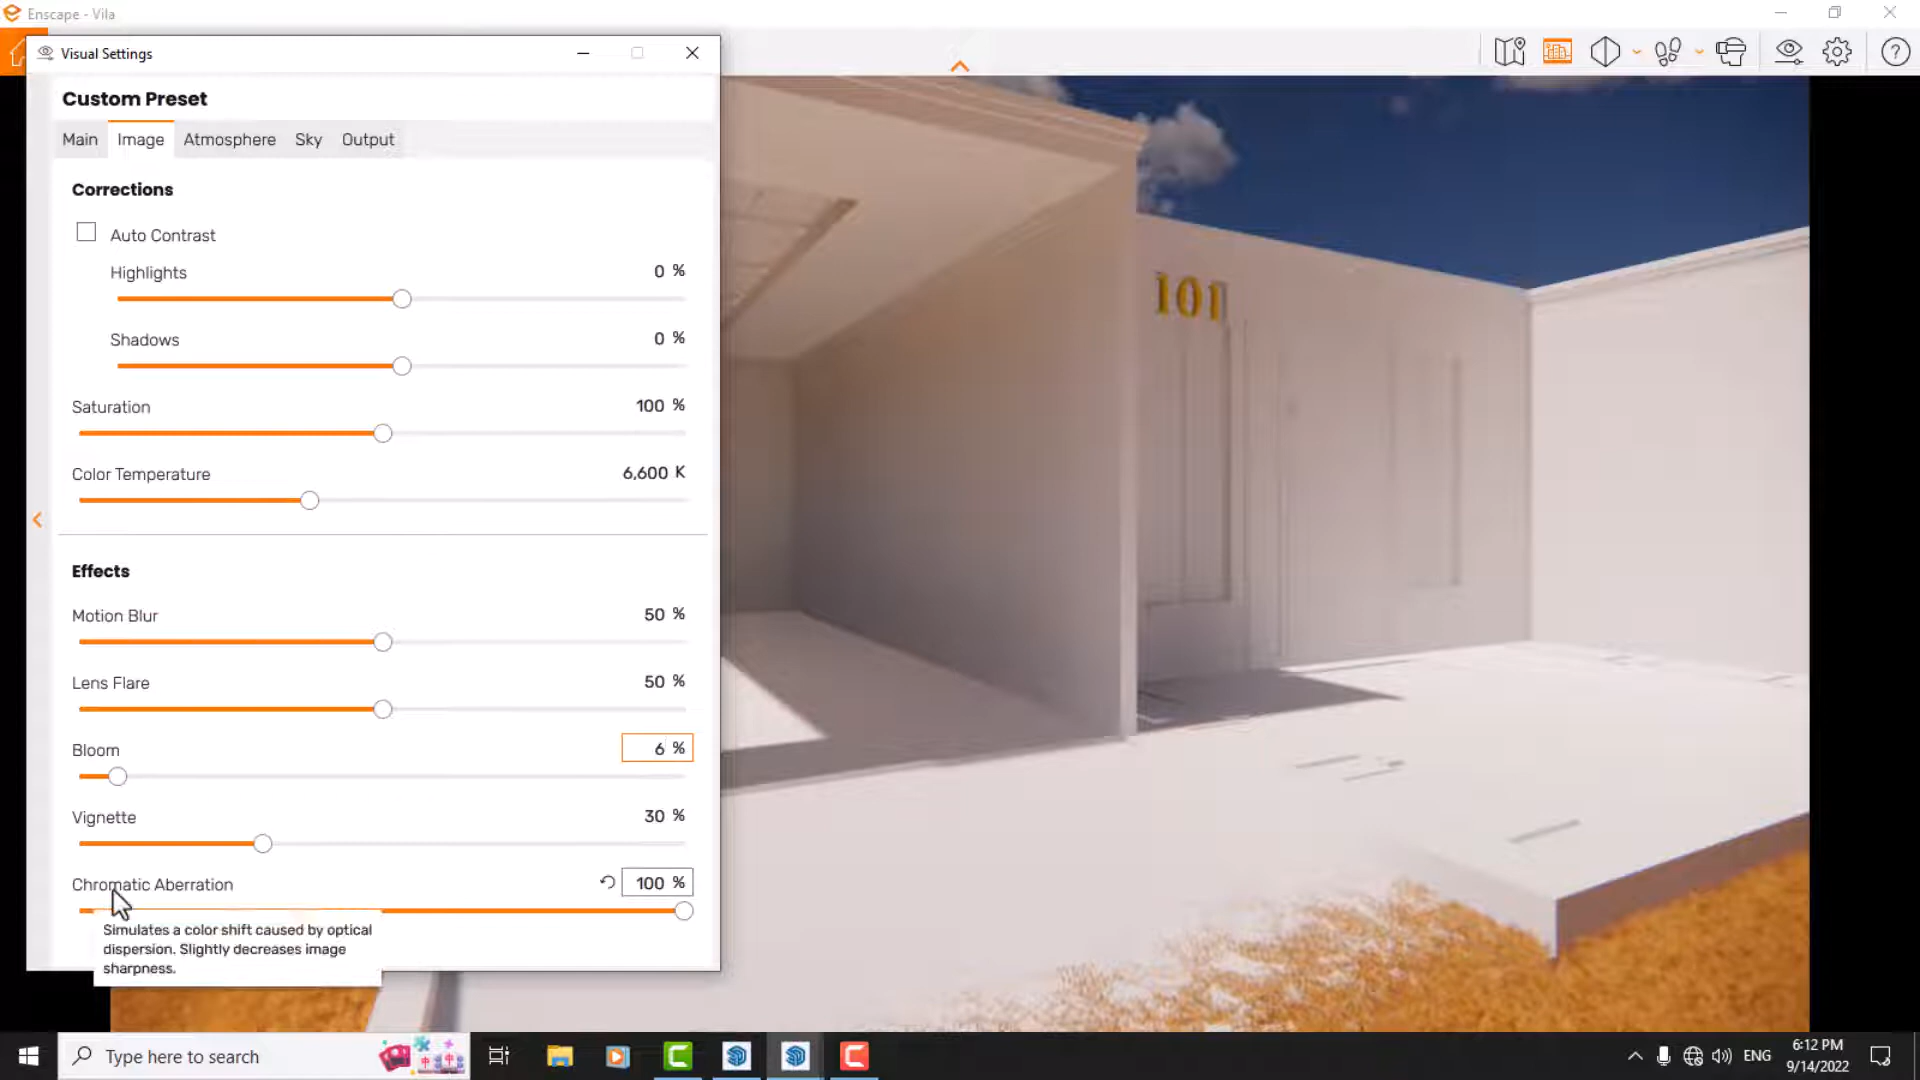 Enscape - Vila
Visual Settings
Custom Preset
Main Image Atmosphere Sky Output
Corrections
Auto Contrast
Highlights 0 %
Shadows 0 %
Saturation 100 %
Color Temperature 6,600 K
Effects
Motion Blur 50 %
Lens Flare 50 %
Bloom 6 %
Vignette 30 %
Chromatic Aberration 100 %
Simulates a color shift caused by optical
dispersion. Slightly decreases image
sharpness.
101
Type here to search
ENG
6:12 PM
9/14/2022